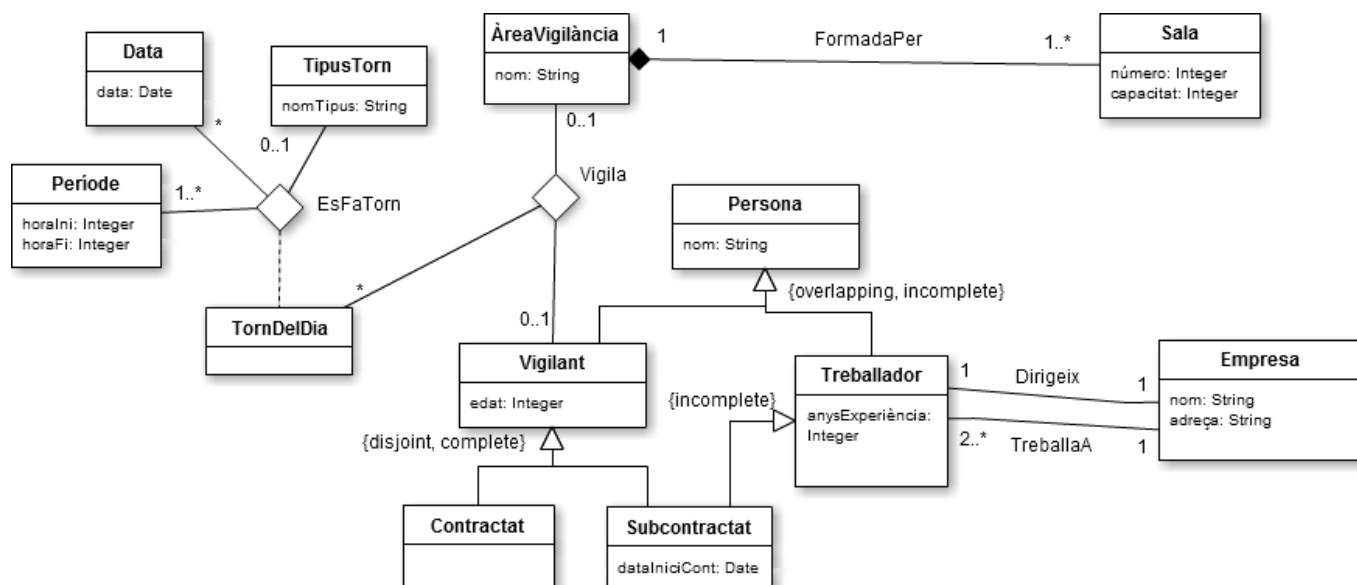 Data
data: Date
TipusTorn
nomTipus: String
ÀreaVigilància
nom: String
1
FormadaPer
1..*
Sala
número: Integer
capacitat: Integer
*
0..1
0..1
Període
horaIni: Integer
horaFi: Integer
1..*
EsFaTorn
Vigila
Persona
nom: String
{overlapping, incomplete}
*
TornDelDia
0..1
Vigilant
edat: Integer
{incomplete}
Treballador
anysExperiència:
Integer
1
Dirigeix
1
2..*
TreballaA
1
Empresa
nom: String
adreça: String
{disjoint, complete}
Contractat
Subcontractat
dataIniciCont: Date